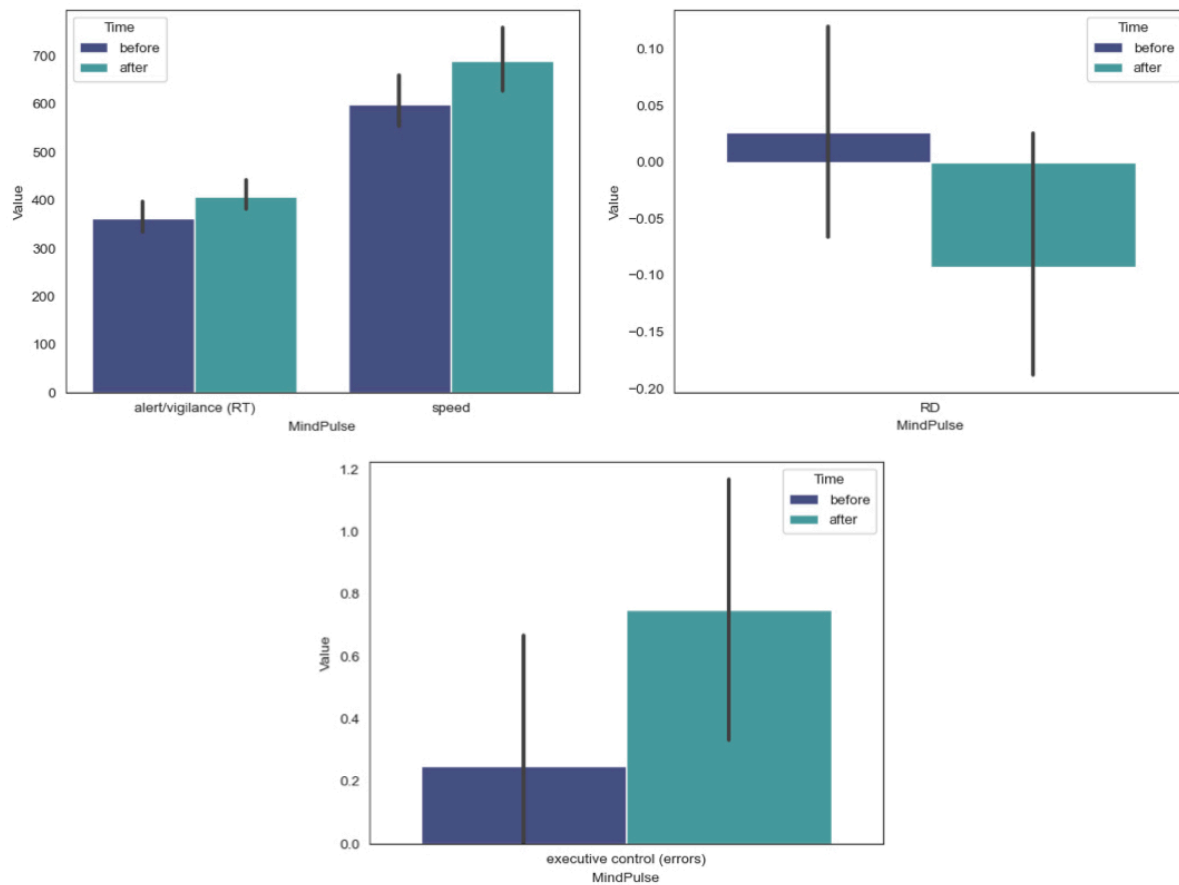 Time
before
after
700
600
500
400
300
200
100
0
Value
alert/vigilance (RT)
speed
MindPulse
Time
before
after
0.10
0.05
0.00
−0.05
−0.10
−0.15
−0.20
Value
RD
MindPulse
Time
before
after
1.2
1.0
0.8
0.6
0.4
0.2
0.0
Value
executive control (errors)
MindPulse